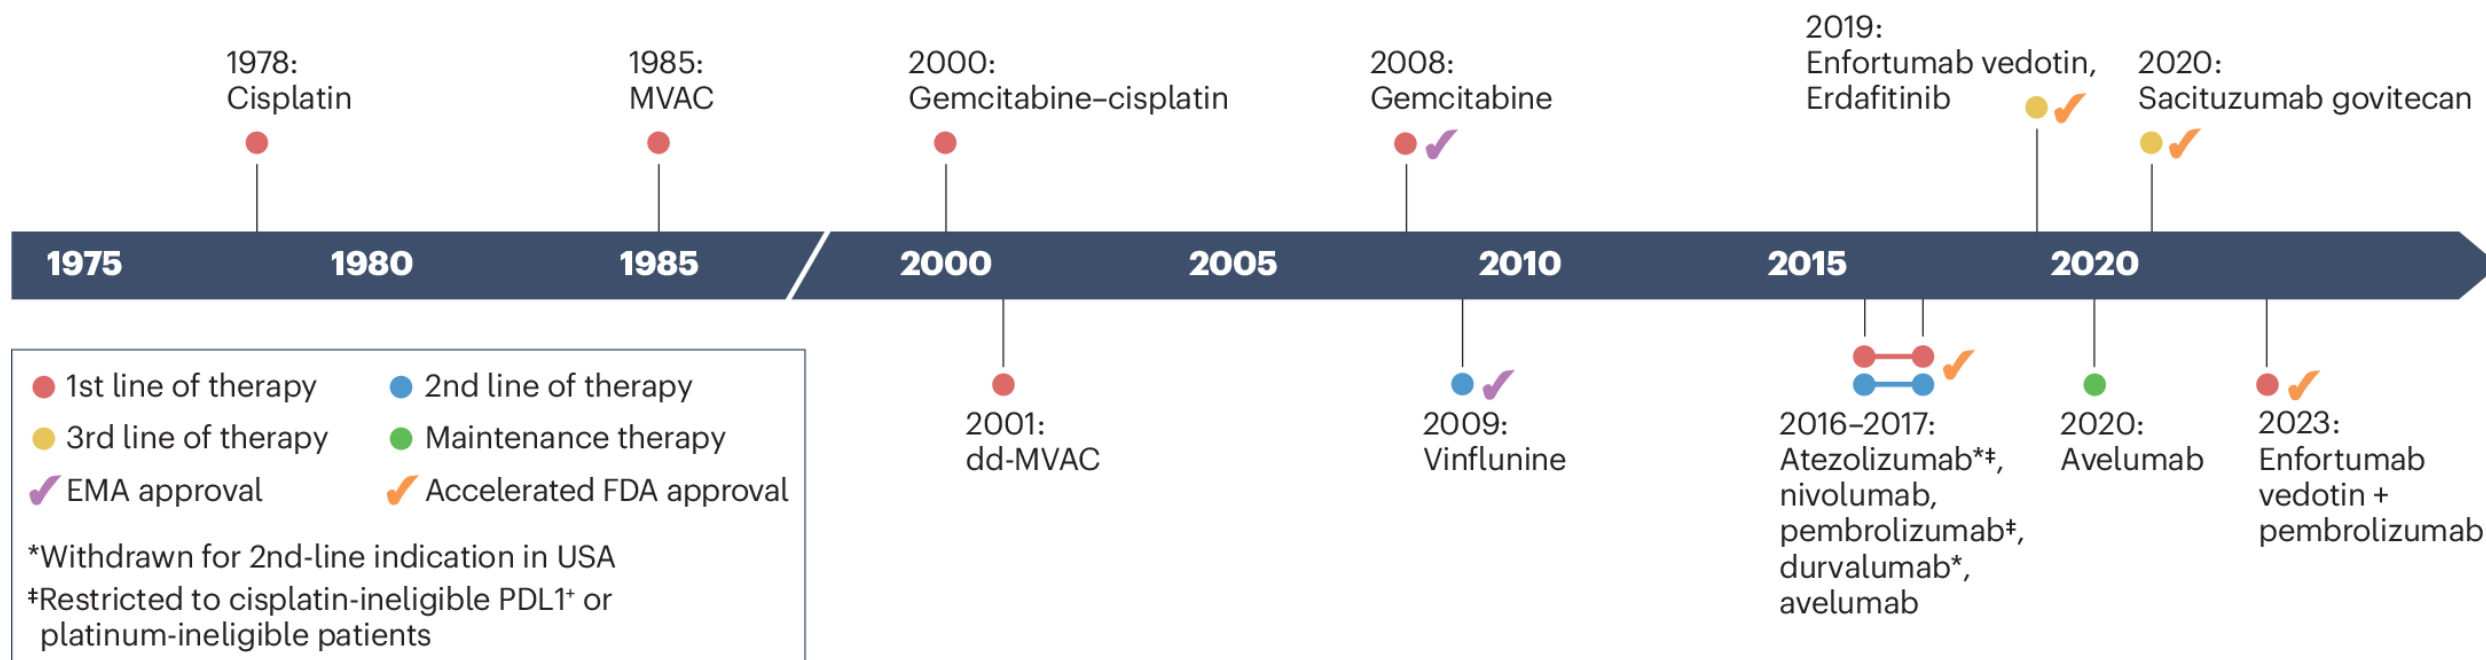 1978:
Cisplatin
1985:
MVAC
2000:
Gemcitabine–cisplatin
2008:
Gemcitabine
2019:
Enfortumab vedotin,
Erdafitinib
2020:
Sacituzumab govitecan
1975 1980 1985 2000 2005 2010 2015 2020
2001:
dd-MVAC
2009:
Vinflunine
2016–2017:
Atezolizumab*‡,
nivolumab,
pembrolizumab‡,
durvalumab*,
avelumab
2020:
Avelumab
2023:
Enfortumab
vedotin +
pembrolizumab
1st line of therapy
2nd line of therapy
3rd line of therapy
Maintenance therapy
EMA approval
Accelerated FDA approval
*Withdrawn for 2nd-line indication in USA
‡Restricted to cisplatin-ineligible PDL1⁺ or
platinum-ineligible patients